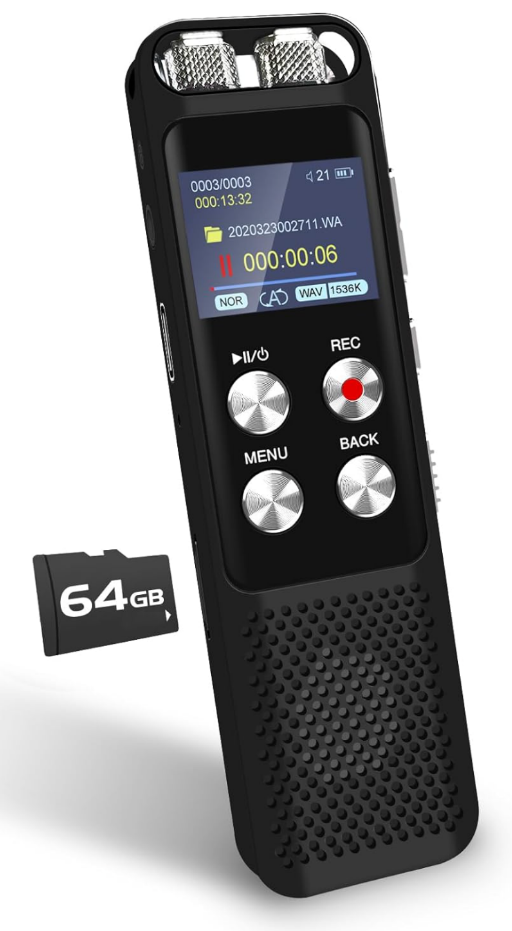 0003/0003 21
000:13:32
2020323002711.WA
000:00:06
NOR A WAV 1536K
▶II/⏻ REC
MENU BACK
64GB